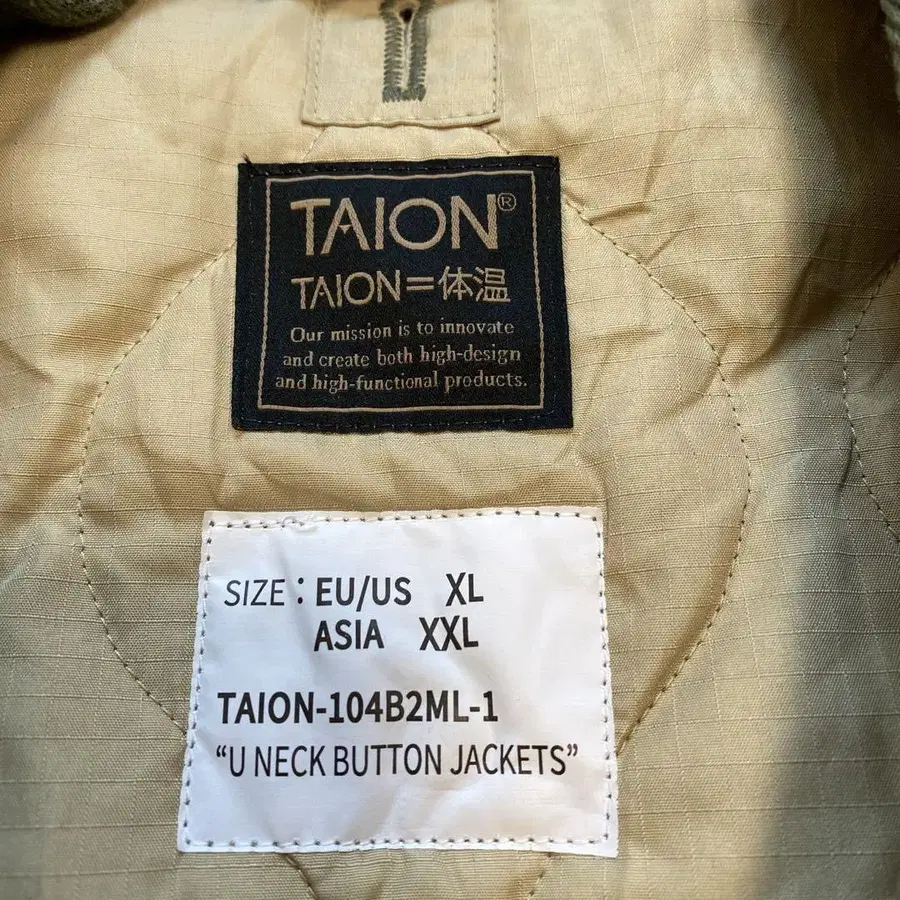 TAION®
TAION=体温
Our mission is to innovate
and create both high-design
and high-functional products.
SIZE : EU/US XL
ASIA XXL
TAION-104B2ML-1
“U NECK BUTTON JACKETS”